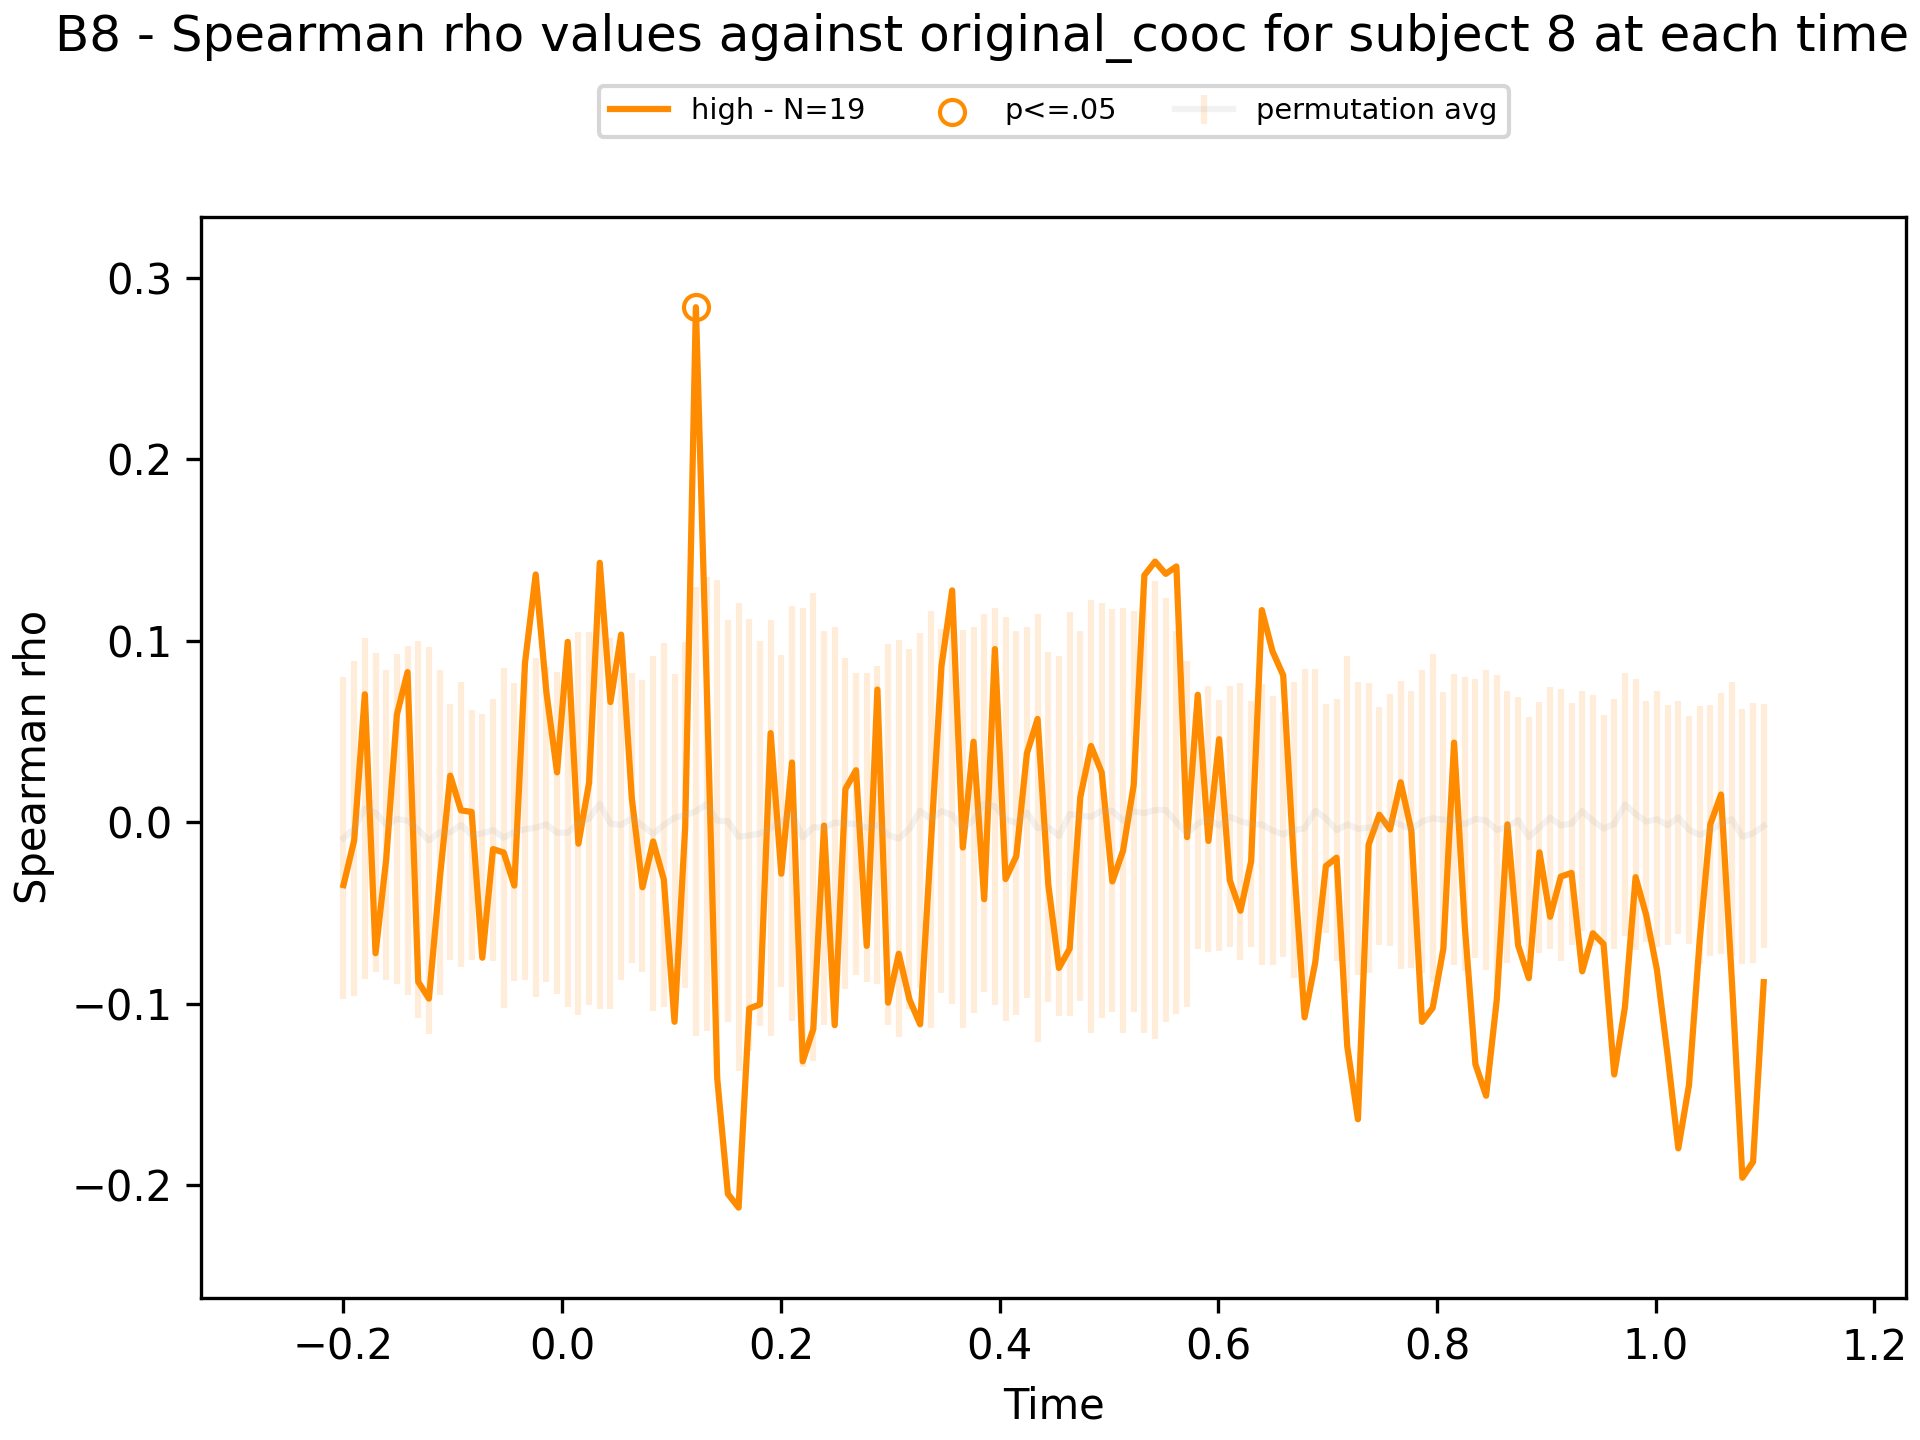 B8 - Spearman rho values against original_cooc for subject 8 at each time
high - N=19 p<=.05 permutation avg
0.3
0.2
0.1
0.0
−0.1
−0.2
Spearman rho
−0.2 0.0 0.2 0.4 0.6 0.8 1.0 1.2
Time